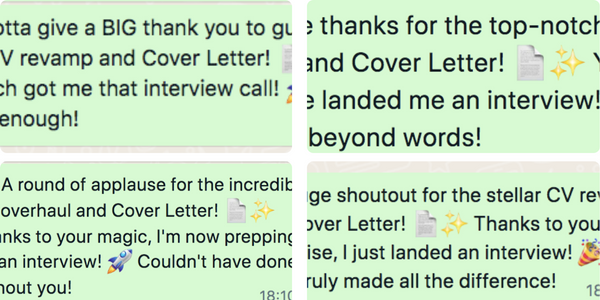 otta give a BIG thank you to gu
V revamp and Cover Letter! 📄
ch got me that interview call! 🚀
enough!
e thanks for the top-notch
and Cover Letter! 📄✨ Y
e landed me an interview!
beyond words!
A round of applause for the incredib
overhaul and Cover Letter! 📄✨
anks to your magic, I'm now prepping
an interview! 🚀 Couldn't have done
hout you!
18:10
ge shoutout for the stellar CV rev
over Letter! 📄✨ Thanks to you
ise, I just landed an interview! 🎉
ruly made all the difference!
18